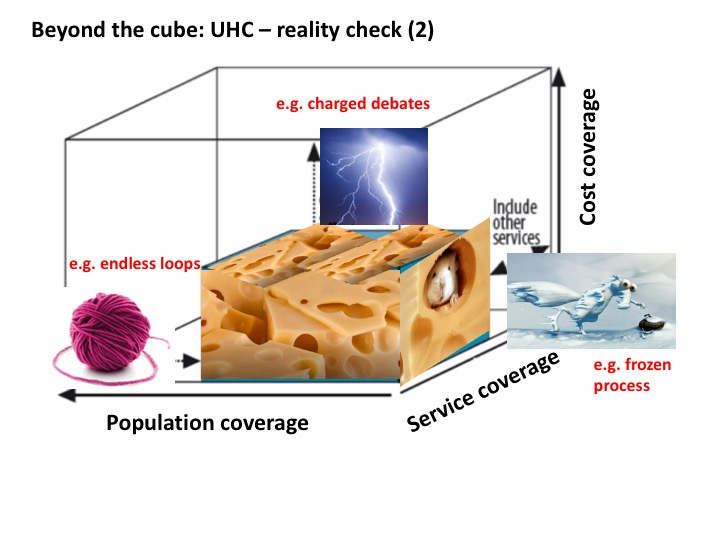 Beyond the cube: UHC – reality check (2)
e.g. charged debates
Cost coverage
Include
other
services
e.g. endless loops
e.g. frozen
process
Service coverage
Population coverage